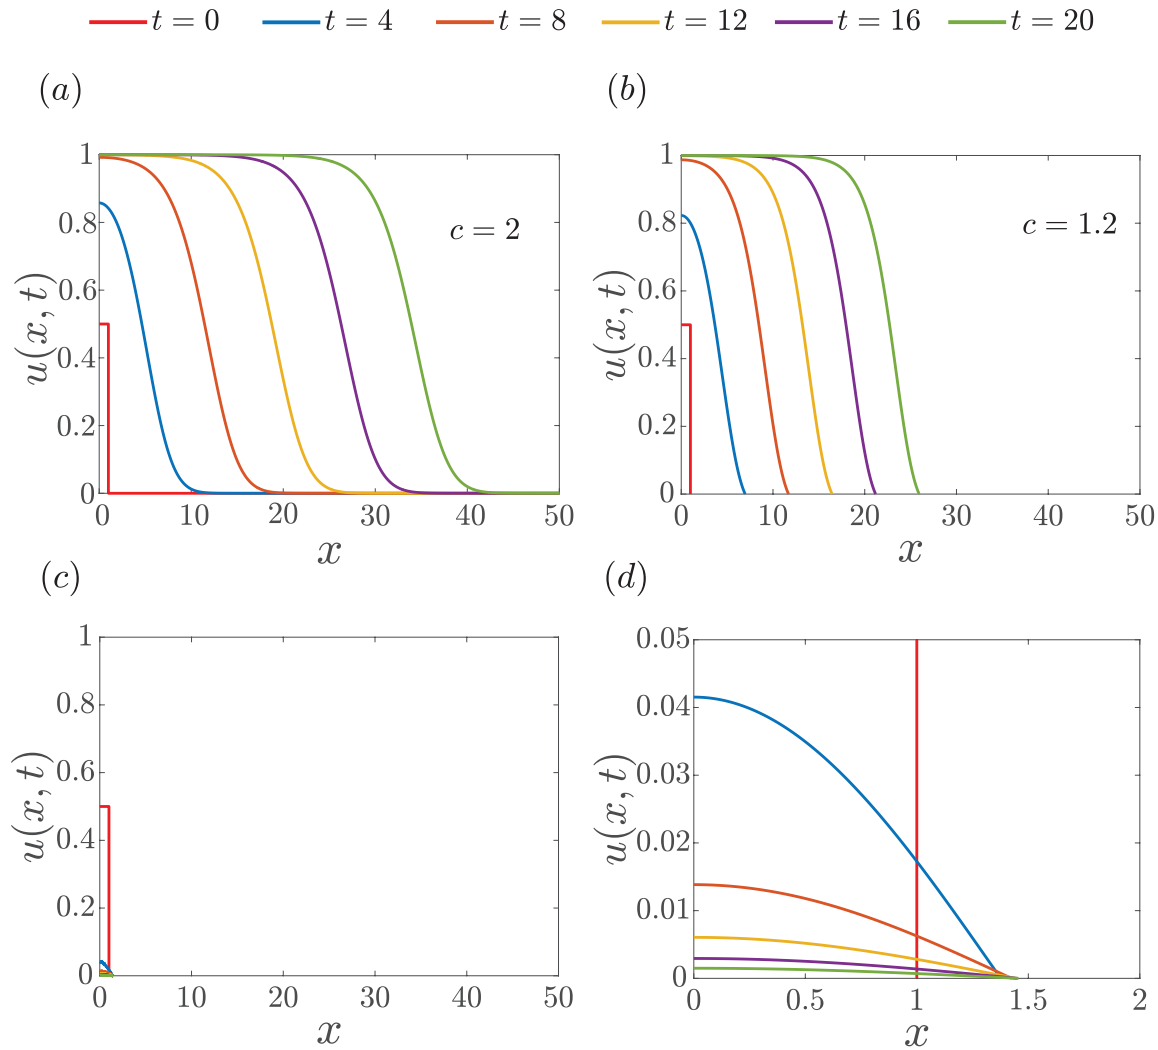 t = 0 t = 4 t = 8 t = 12 t = 16 t = 20
(a) (b)
1 1
0.8 c = 2 0.8 c = 1.2
0.6 0.6
u(x, t) u(x, t)
0.4 0.4
0.2 0.2
0 0
0 10 20 30 40 50 0 10 20 30 40 50
x x
(c) (d)
1 0.05
0.8 0.04
0.6 0.03
u(x, t) u(x, t)
0.4 0.02
0.2 0.01
0 0
0 10 20 30 40 50 0 0.5 1 1.5 2
x x